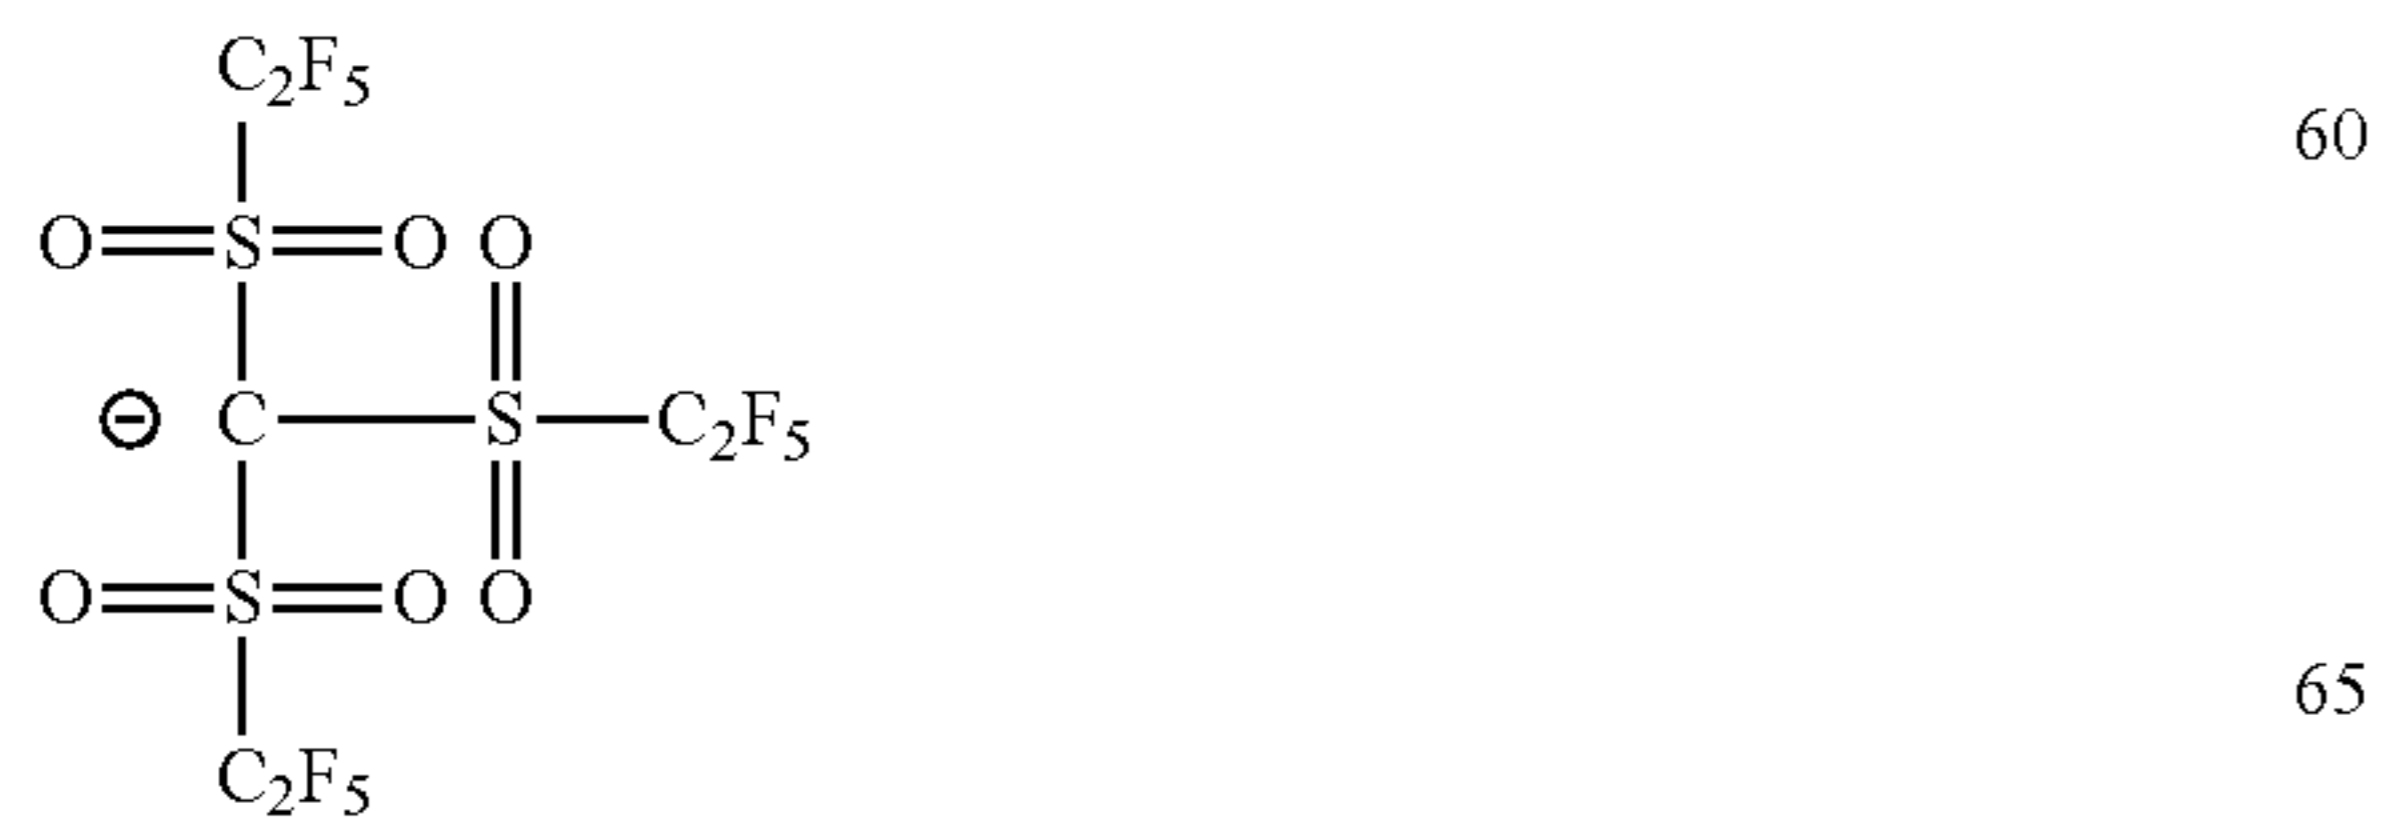 C₂F₅
60
O=S=O O
⊖ C—S—C₂F₅
O=S=O O
65
C₂F₅